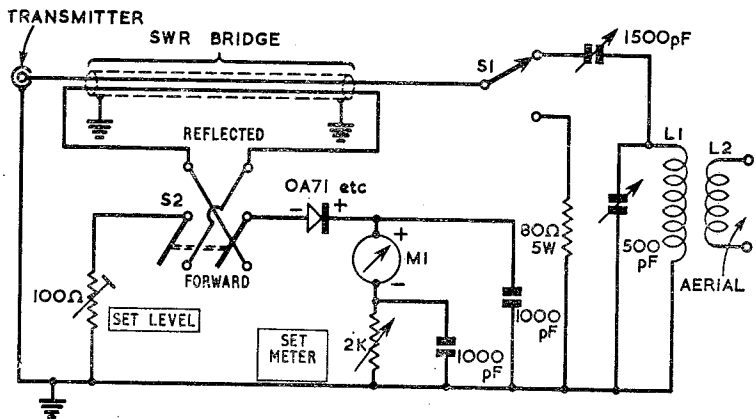 TRANSMITTER
SWR BRIDGE
S1
1500pF
REFLECTED
L1
L2
S2
OA71 etc
-
+
+
M1
80Ω
5W
500
pF
FORWARD
-
AERIAL
100Ω
SET LEVEL
SET
METER
2K
1000
pF
1000
pF